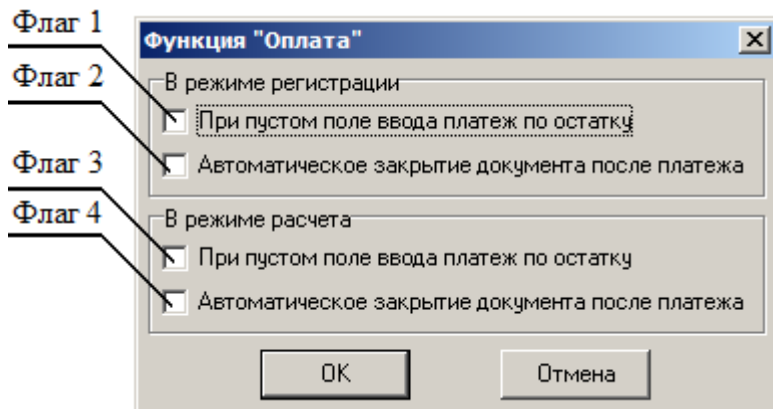 Флаг 1
Функция "Оплата"
Флаг 2
В режиме регистрации
При пустом поле ввода платеж по остатку
Флаг 3
Автоматическое закрытие документа после платежа
Флаг 4
В режиме расчета
При пустом поле ввода платеж по остатку
Автоматическое закрытие документа после платежа
OK
Отмена